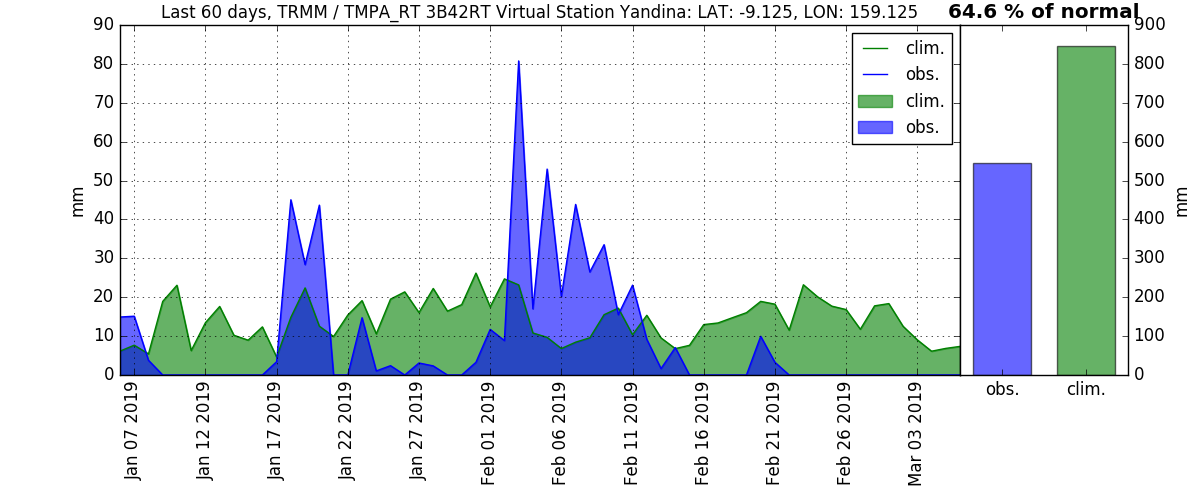 Last 60 days, TRMM / TMPA_RT 3B42RT Virtual Station Yandina: LAT: -9.125, LON: 159.125
64.6 % of normal
90
80
70
60
50
40
30
20
10
0
mm
clim.
obs.
clim.
obs.
900
800
700
600
500
400
300
200
100
0
mm
Jan 07 2019
Jan 12 2019
Jan 17 2019
Jan 22 2019
Jan 27 2019
Feb 01 2019
Feb 06 2019
Feb 11 2019
Feb 16 2019
Feb 21 2019
Feb 26 2019
Mar 03 2019
obs.
clim.